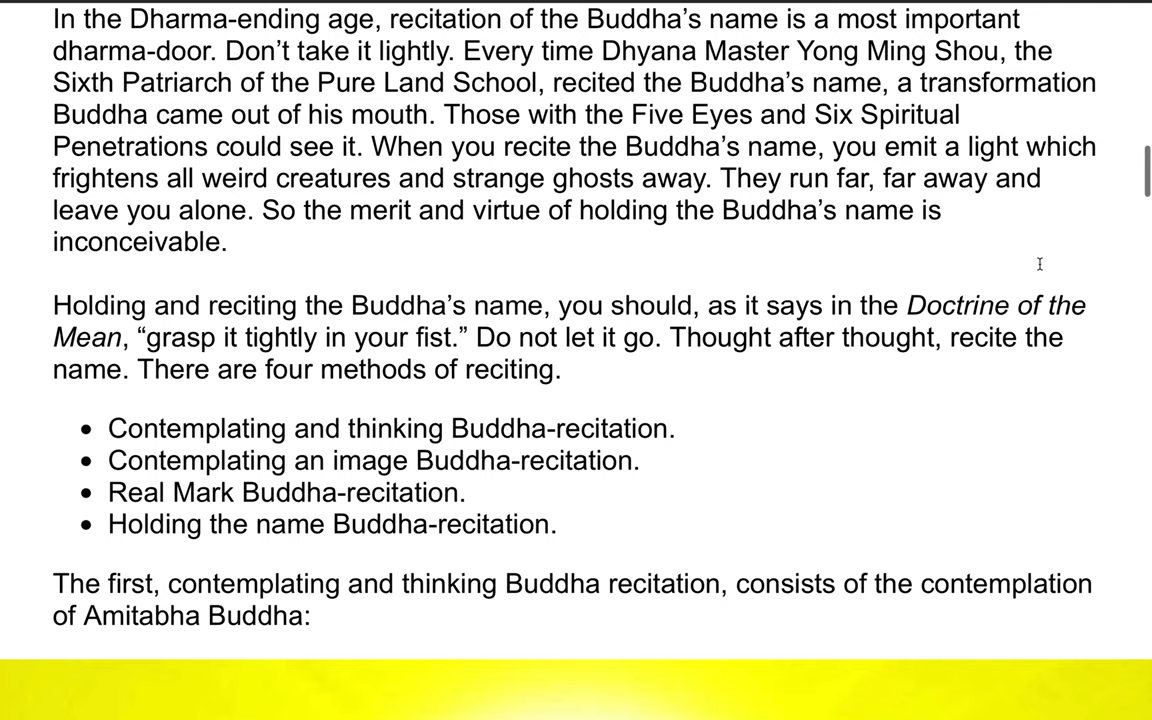 In the Dharma-ending age, recitation of the Buddha’s name is a most important
dharma-door. Don’t take it lightly. Every time Dhyana Master Yong Ming Shou, the
Sixth Patriarch of the Pure Land School, recited the Buddha’s name, a transformation
Buddha came out of his mouth. Those with the Five Eyes and Six Spiritual
Penetrations could see it. When you recite the Buddha’s name, you emit a light which
frightens all weird creatures and strange ghosts away. They run far, far away and
leave you alone. So the merit and virtue of holding the Buddha’s name is
inconceivable.
Holding and reciting the Buddha’s name, you should, as it says in the Doctrine of the
Mean, “grasp it tightly in your fist.” Do not let it go. Thought after thought, recite the
name. There are four methods of reciting.
• Contemplating and thinking Buddha-recitation.
• Contemplating an image Buddha-recitation.
• Real Mark Buddha-recitation.
• Holding the name Buddha-recitation.
The first, contemplating and thinking Buddha recitation, consists of the contemplation
of Amitabha Buddha: